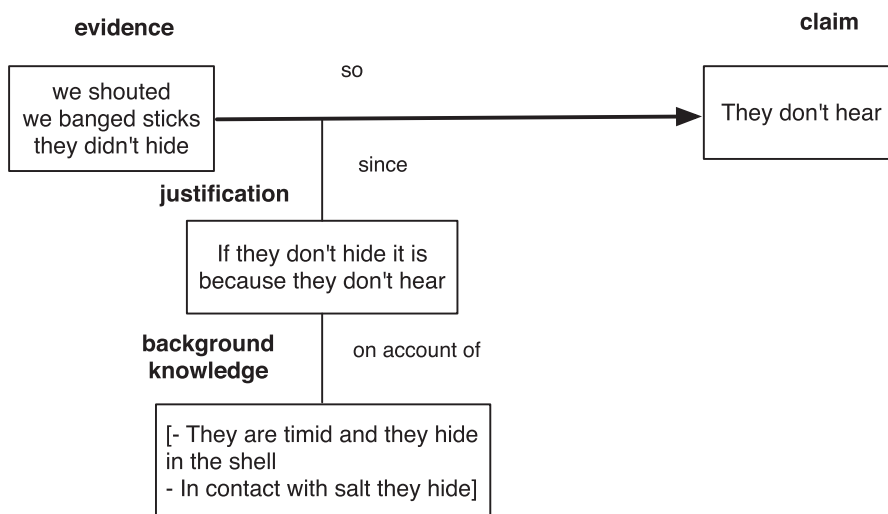 evidence
claim
so
we shouted
we banged sticks
they didn't hide
They don't hear
since
justification
If they don't hide it is
because they don't hear
background
knowledge
on account of
[- They are timid and they hide
in the shell
- In contact with salt they hide]